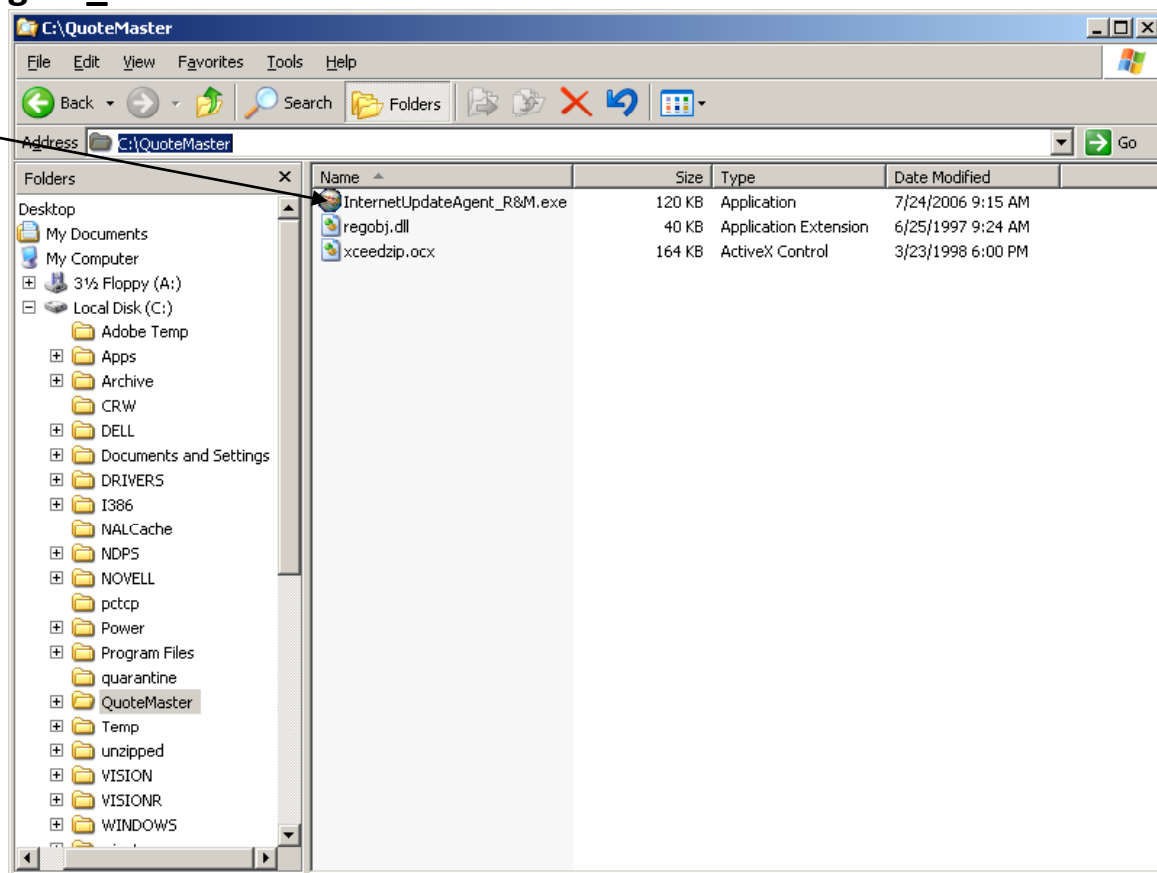 C:\QuoteMaster
File Edit View Favorites Tools Help
Back Search Folders
Address C:\QuoteMaster Go
Folders
Name Size Type Date Modified
InternetUpdateAgent_R&M.exe 120 KB Application 7/24/2006 9:15 AM
regobj.dll 40 KB Application Extension 6/25/1997 9:24 AM
xceedzip.ocx 164 KB ActiveX Control 3/23/1998 6:00 PM
Desktop
My Documents
My Computer
3½ Floppy (A:)
Local Disk (C:)
Adobe Temp
Apps
Archive
CRW
DELL
Documents and Settings
DRIVERS
I386
NALCache
NDPS
NOVELL
pctcp
Power
Program Files
quarantine
QuoteMaster
Temp
unzipped
VISION
VISIONR
WINDOWS